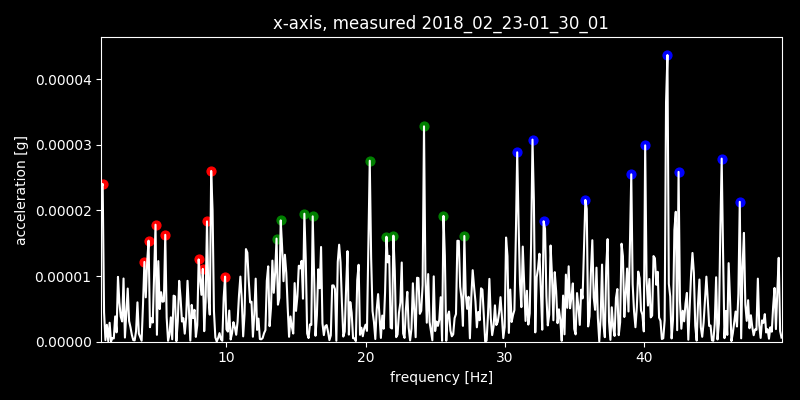 x-axis, measured 2018_02_23-01_30_01
acceleration [g]
0.00004
0.00003
0.00002
0.00001
0.00000
10 20 30 40
frequency [Hz]